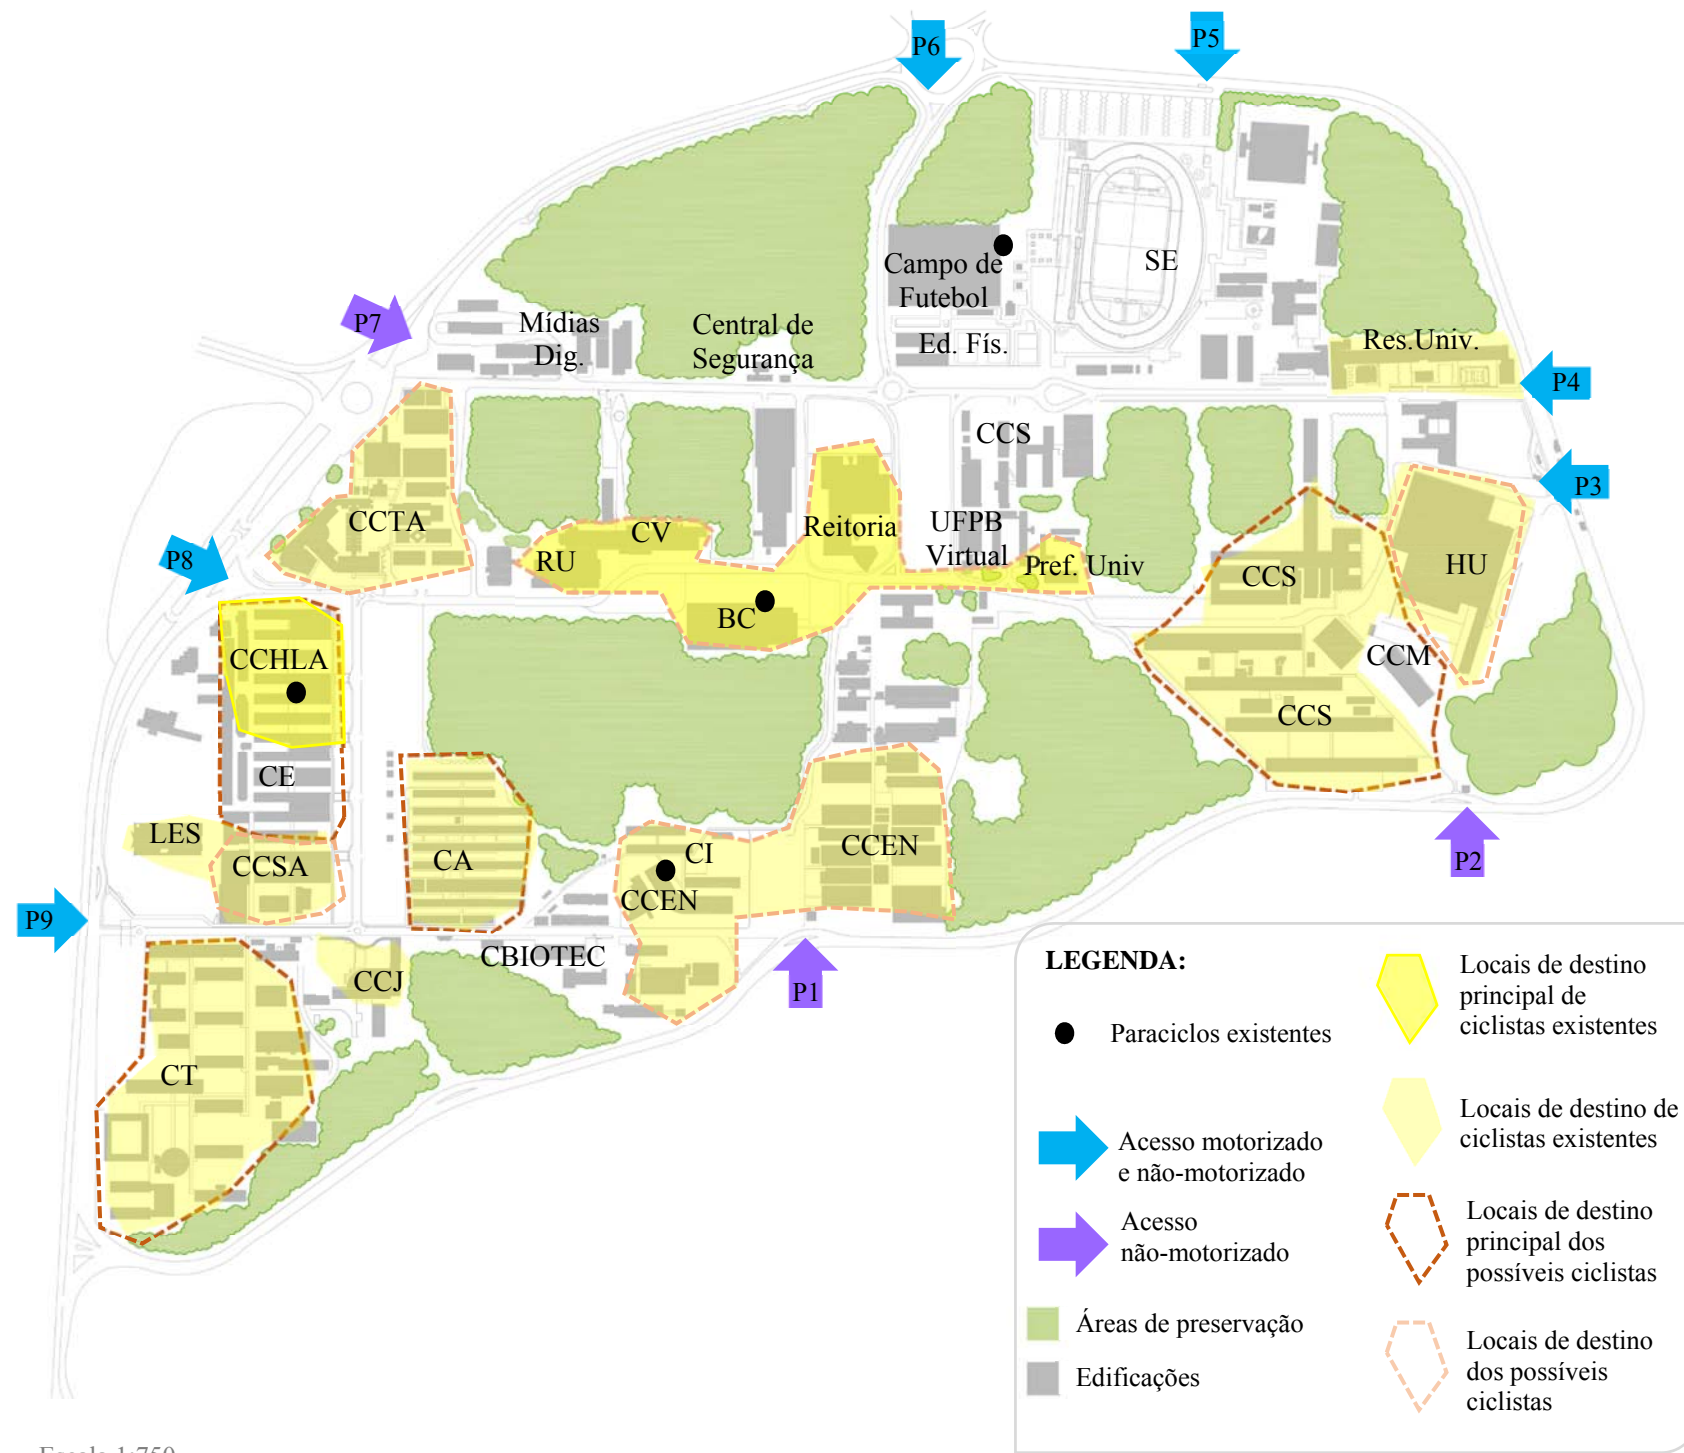 P6
P5
Campo de
Futebol
SE
P7
Mídias
Dig.
Central de
Segurança
Ed. Fís.
Res.Univ.
P4
CCS
P3
CCTA
CV
Reitoria
UFPB
Virtual
RU
Pref. Univ
CCS
HU
P8
BC
CCHLA
CCM
CCS
CE
LES
CCSA
CA
CI
CCEN
CCEN
P2
P9
CBIOTEC
CCJ
P1
CT
LEGENDA:
Paraciclos existentes
Acesso motorizado
e não-motorizado
Acesso
não-motorizado
Áreas de preservação
Edificações
Locais de destino
principal de
ciclistas existentes
Locais de destino de
ciclistas existentes
Locais de destino
principal dos
possíveis ciclistas
Locais de destino
dos possíveis
ciclistas
Escala 1:750